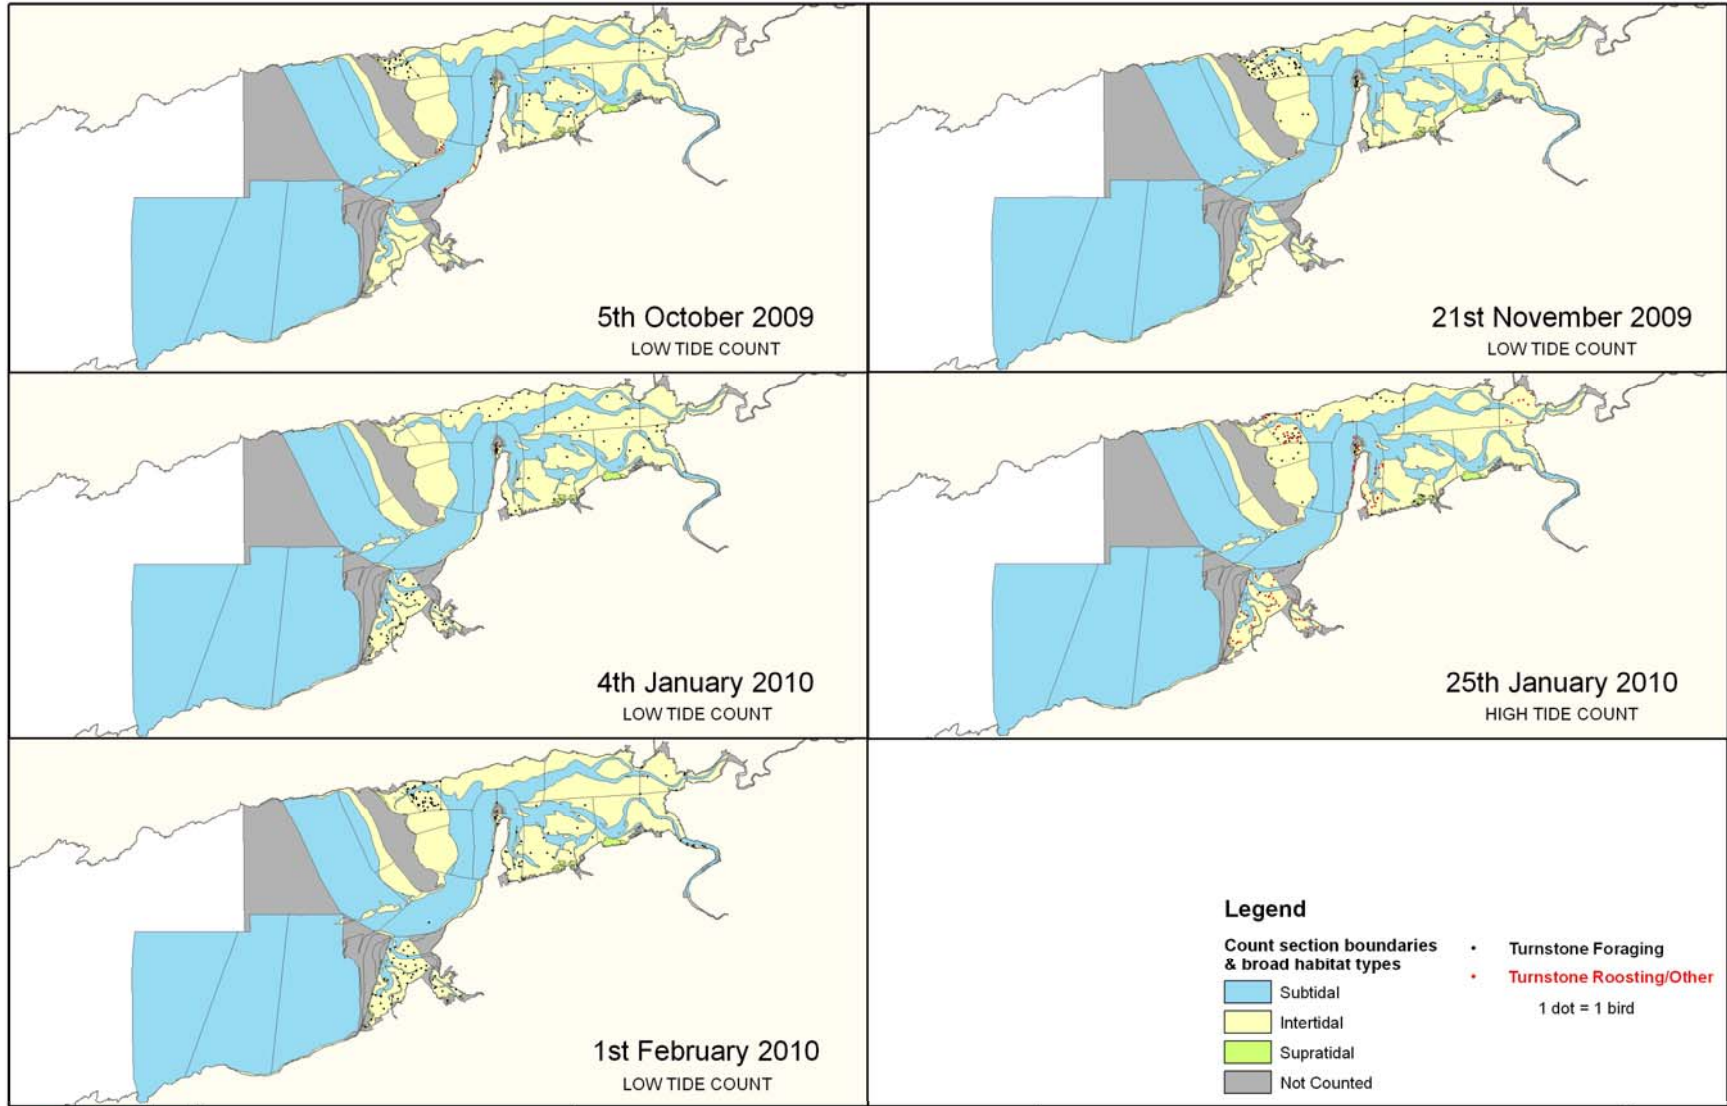 5th October 2009
LOW TIDE COUNT
21st November 2009
LOW TIDE COUNT
4th January 2010
LOW TIDE COUNT
25th January 2010
HIGH TIDE COUNT
1st February 2010
LOW TIDE COUNT
Legend
Count section boundaries
& broad habitat types
Subtidal
Intertidal
Supratidal
Not Counted
Turnstone Foraging
Turnstone Roosting/Other
1 dot = 1 bird